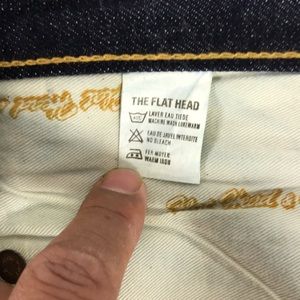 THE FLAT HEAD
LAVER EAU TIEDE
MACHINE WASH LUKEWARM
EAU DE JAVEL INTERDITE
NO BLEACH
FER MOYEN
WARM IRON
Head &